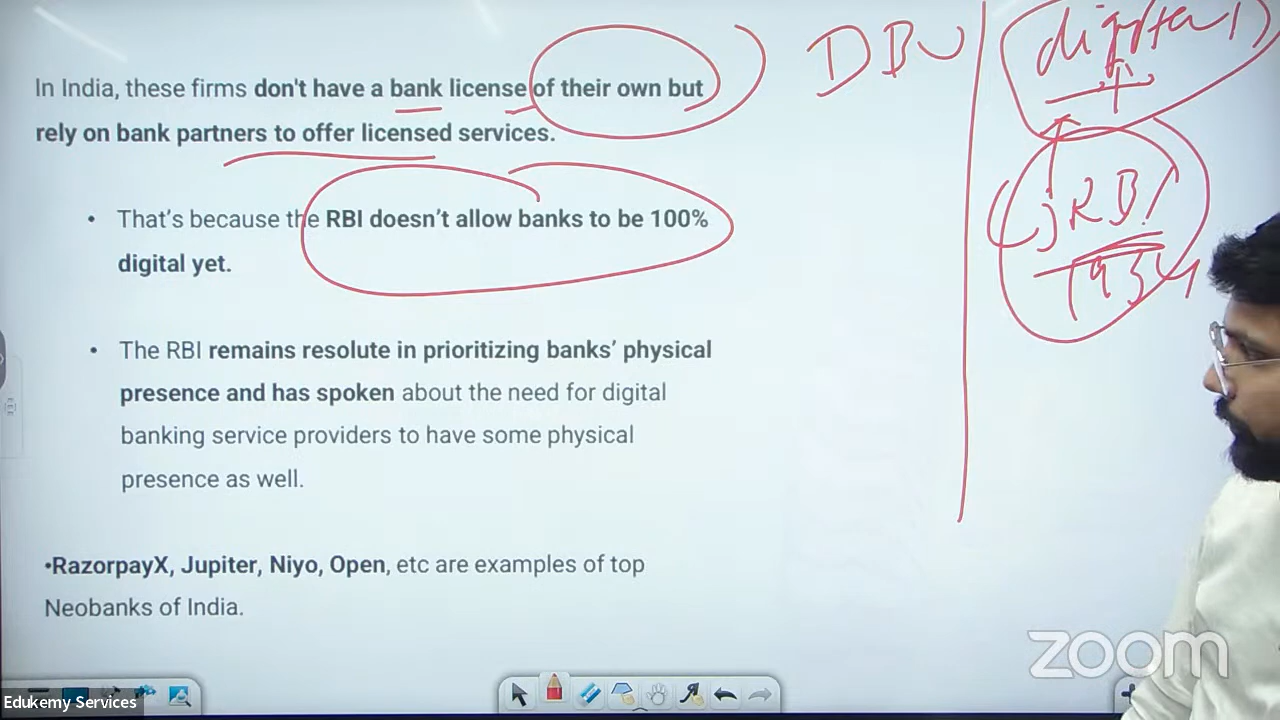 In India, these firms don't have a bank license of their own but
rely on bank partners to offer licensed services.
• That's because the RBI doesn't allow banks to be 100%
digital yet.
• The RBI remains resolute in prioritizing banks' physical
presence and has spoken about the need for digital
banking service providers to have some physical
presence as well.
•RazorpayX, Jupiter, Niyo, Open, etc are examples of top
Neobanks of India.
DBU
digital
RBI
1934
zoom
Edukemy Services